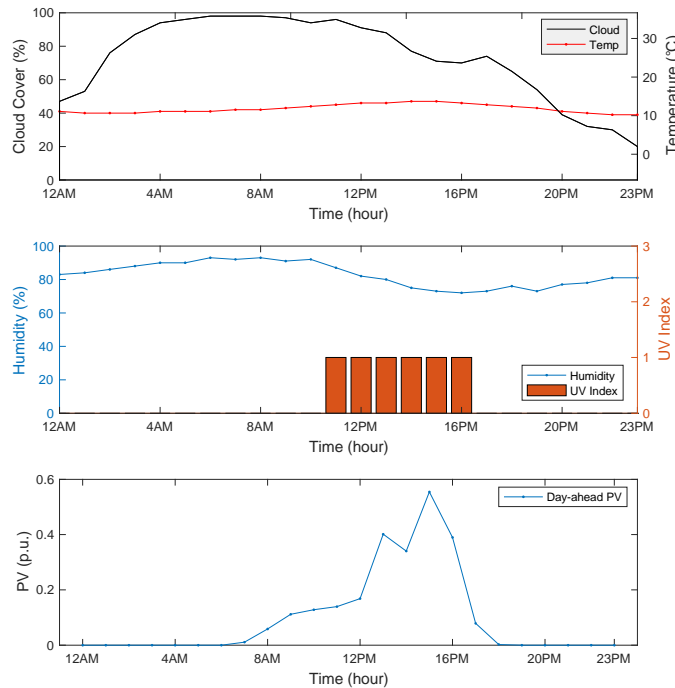 100
80
60
40
20
0
Cloud Cover (%)
Cloud
Temp
30
20
10
0
Temperature (°C)
12AM 4AM 8AM 12PM 16PM 20PM 23PM
Time (hour)
100
80
60
40
20
0
Humidity (%)
Humidity
UV Index
3
2
1
0
UV Index
12AM 4AM 8AM 12PM 16PM 20PM 23PM
Time (hour)
0.6
0.4
0.2
0
PV (p.u.)
Day-ahead PV
12AM 4AM 8AM 12PM 16PM 20PM 23PM
Time (hour)